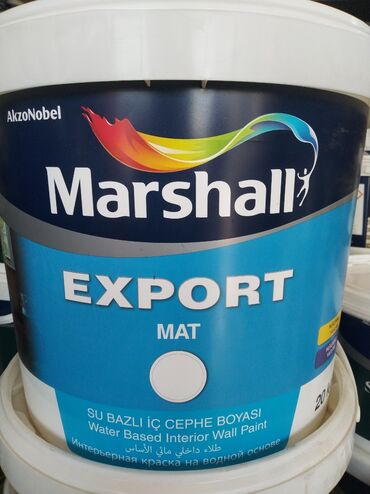 AkzoNobel
Marshall
EXPORT
MAT
SU BAZLI İÇ CEPHE BOYASI
Water Based Interior Wall Paint
طلاء داخلي مائي الأساس
Интерьерная краска на водной основе
20